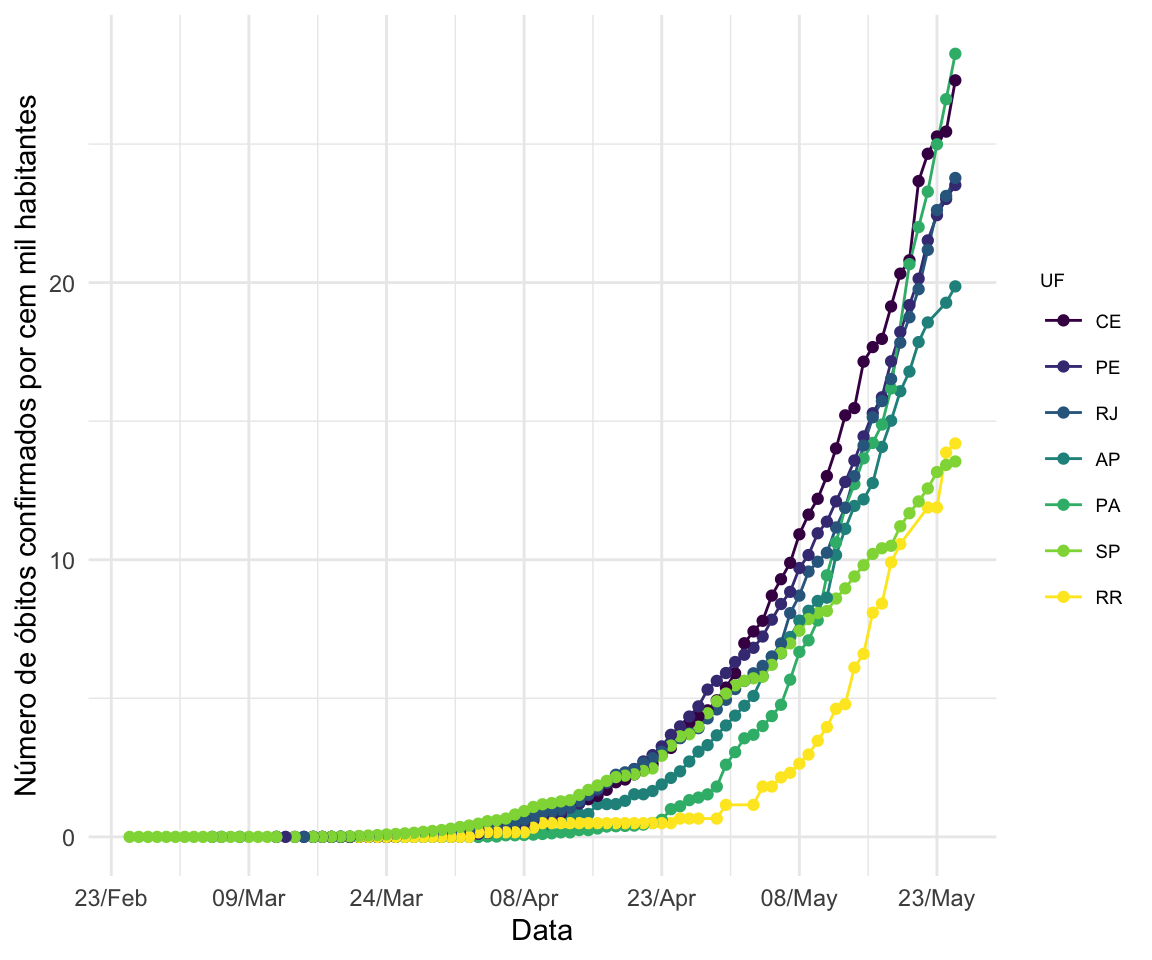 Número de óbitos confirmados por cem mil habitantes
20
10
0
23/Feb
09/Mar
24/Mar
08/Apr
23/Apr
08/May
23/May
Data
UF
CE
PE
RJ
AP
PA
SP
RR